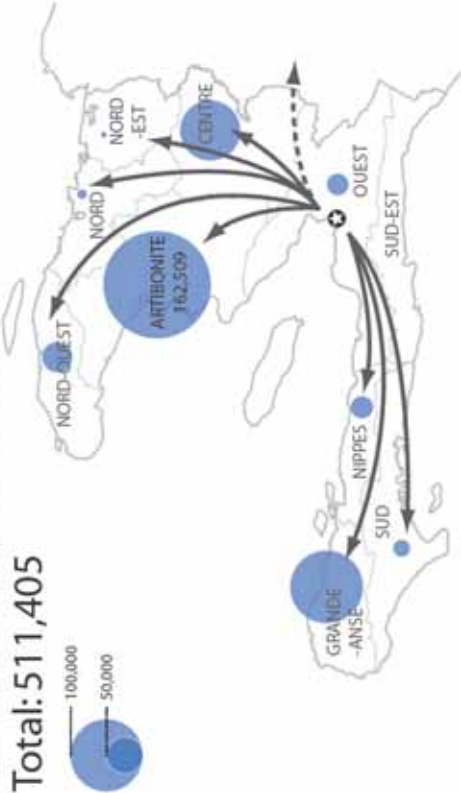 Total: 511,405
100,000
50,000
NORD-OUEST
NORD
NORD
-EST
ARTIBONITE
162,509
CENTRE
OUEST
SUD-EST
NIPPES
SUD
GRANDE
-ANSE